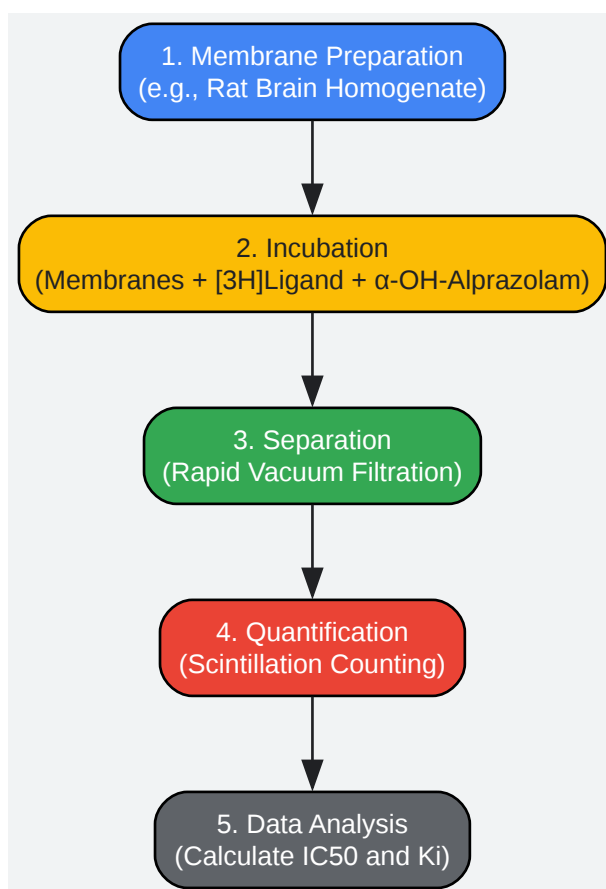 1. Membrane Preparation
(e.g., Rat Brain Homogenate)
2. Incubation
(Membranes + [3H]Ligand + α-OH-Alprazolam)
3. Separation
(Rapid Vacuum Filtration)
4. Quantification
(Scintillation Counting)
5. Data Analysis
(Calculate IC50 and Ki)